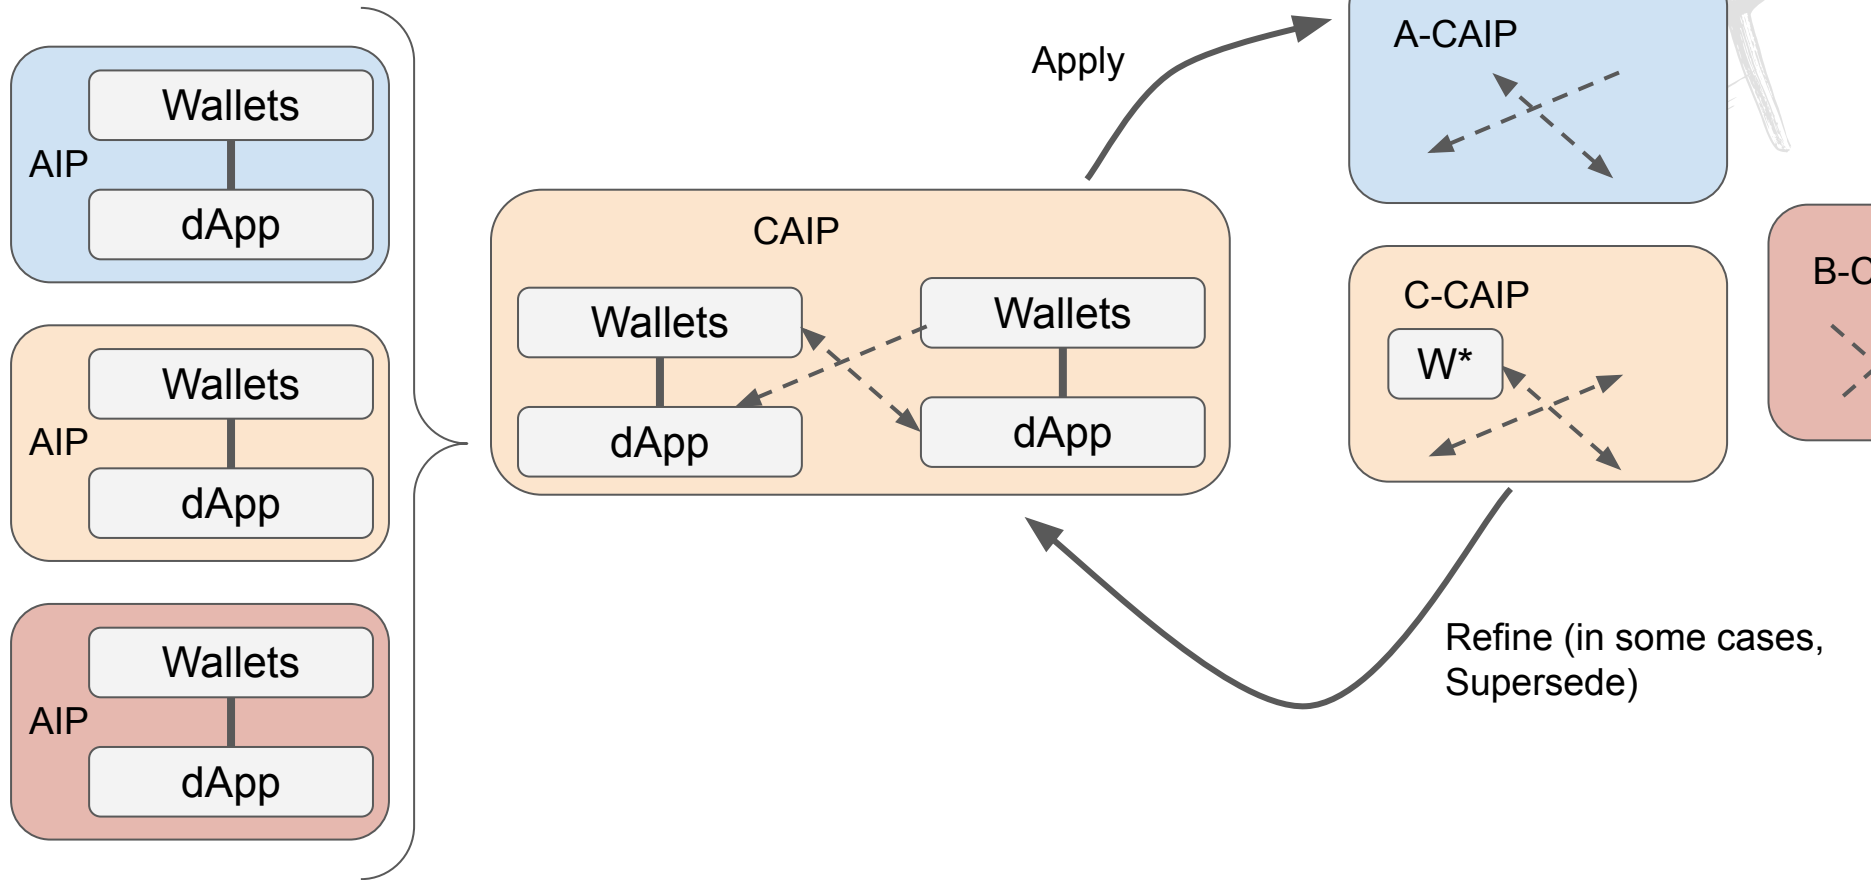 Wallets
AIP
dApp
Wallets
AIP
dApp
Wallets
AIP
dApp
CAIP
Wallets
Wallets
dApp
dApp
Apply
A-CAIP
C-CAIP
W*
B-C
Refine (in some cases,
Supersede)